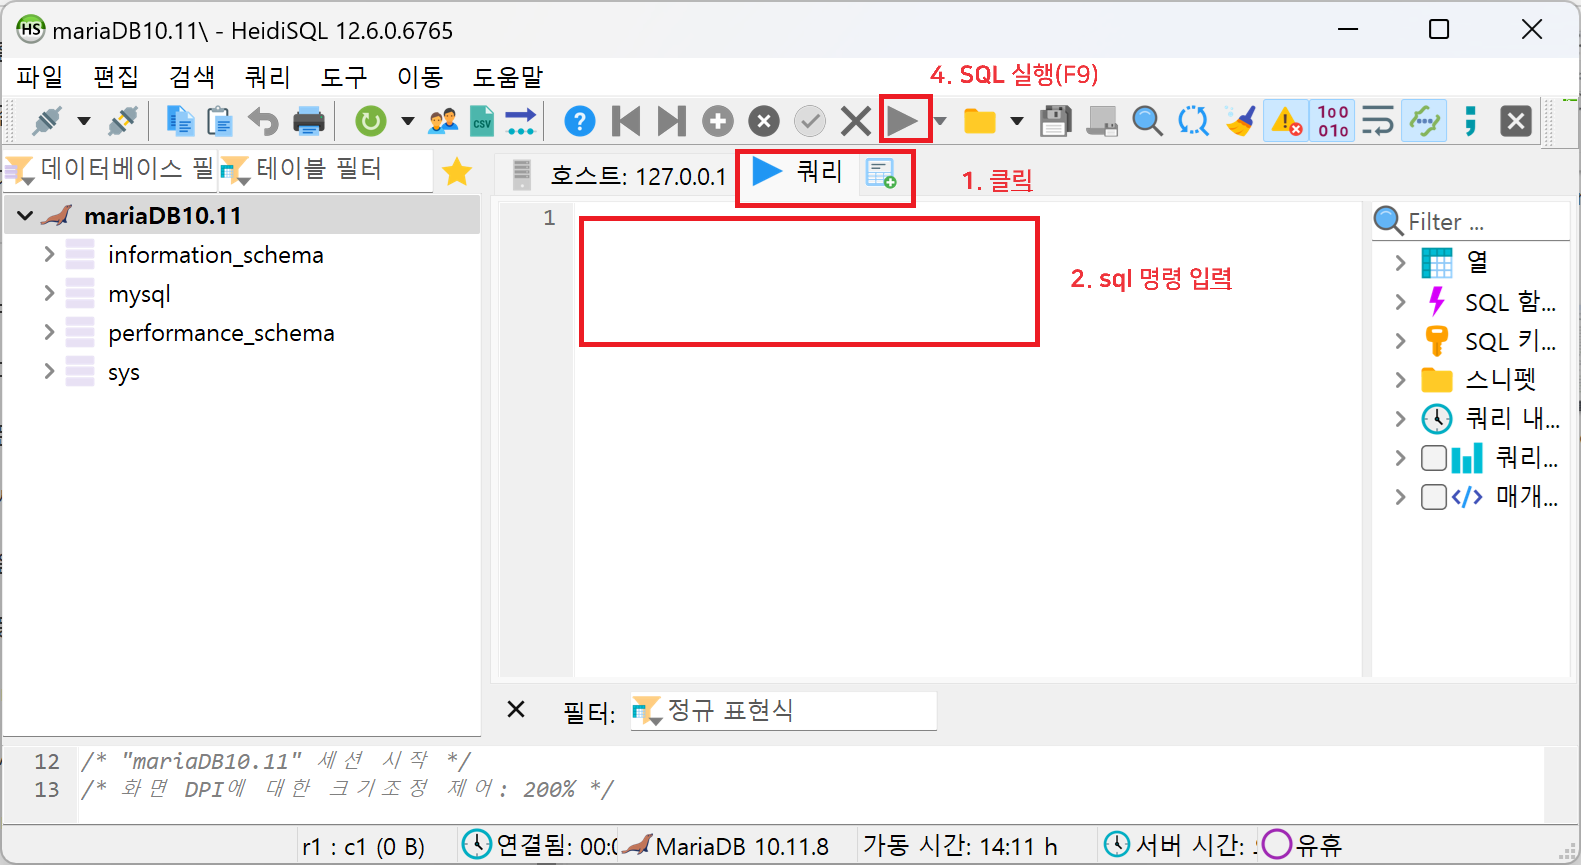 HS mariaDB10.11\ - HeidiSQL 12.6.0.6765
파일 편집 검색 쿼리 도구 이동 도움말
4. SQL 실행(F9)
CSV
100
010
데이터베이스 필 테이블 필터
호스트: 127.0.0.1 쿼리
1. 클릭
mariaDB10.11
information_schema
mysql
performance_schema
sys
1
2. sql 명령 입력
Filter ...
열
SQL 함...
SQL 키...
스니펫
쿼리 내...
쿼리...
매개...
필터: 정규 표현식
12 /* "mariaDB10.11" 세션 시작 */
13 /* 화면 DPI에 대한 크기조정 제어: 200% */
r1 : c1 (0 B) 연결됨: 00:0 MariaDB 10.11.8 가동 시간: 14:11 h 서버 시간: 유휴